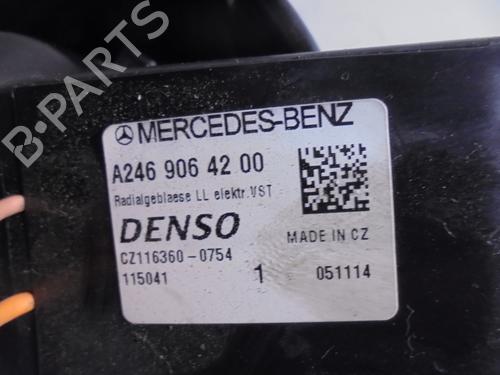 MERCEDES-BENZ
A246 906 42 00
Radialgeblaese LL elektr.VST
DENSO
MADE IN CZ
CZ116360-0754
115041 1 051114
B-PARTS